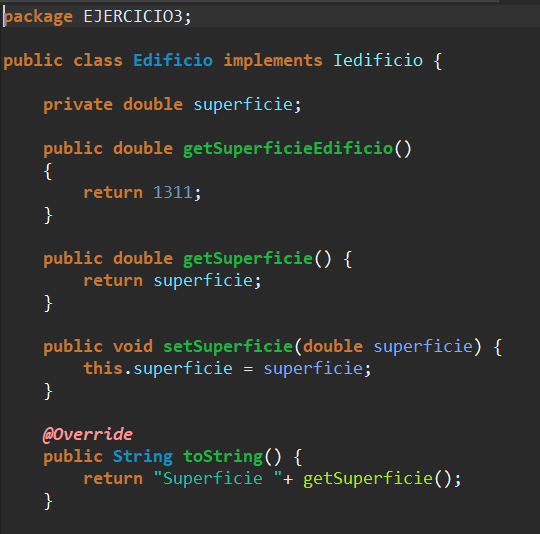 package EJERCICIO3;
public class Edificio implements Iedificio {
private double superficie;
public double getSuperficieEdificio()
{
return 1311;
}
public double getSuperficie() {
return superficie;
}
public void setSuperficie(double superficie) {
this.superficie = superficie;
}
@Override
public String toString() {
return "Superficie "+ getSuperficie();
}